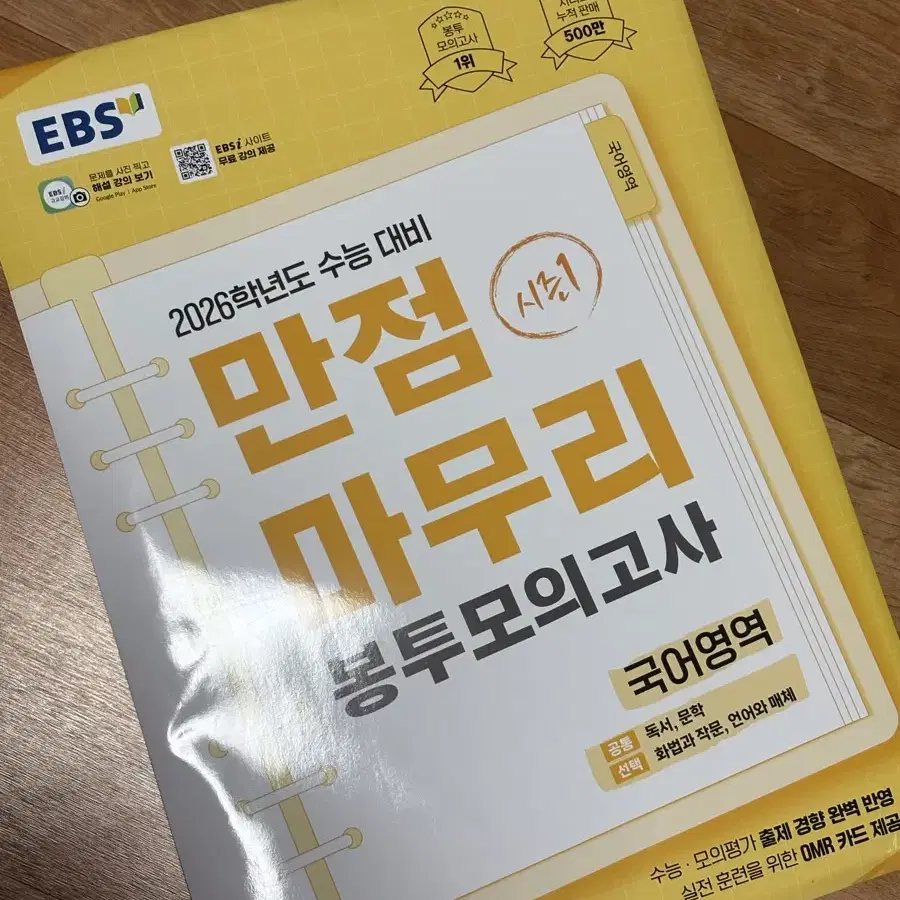 봉투
모의고사
1위
누적 판매
500만
EBS
문제를 사진 찍고
해설 강의 보기
Google Play | App Store
EBSi 사이트
무료 강의 제공
EBSi
고교강의
국어영역
2026학년도 수능 대비
만점
시즌1
마무리
봉투모의고사
국어영역
공통 독서, 문학
선택 화법과 작문, 언어와 매체
수능·모의평가 출제 경향 완벽 반영
실전 훈련을 위한 OMR 카드 제공